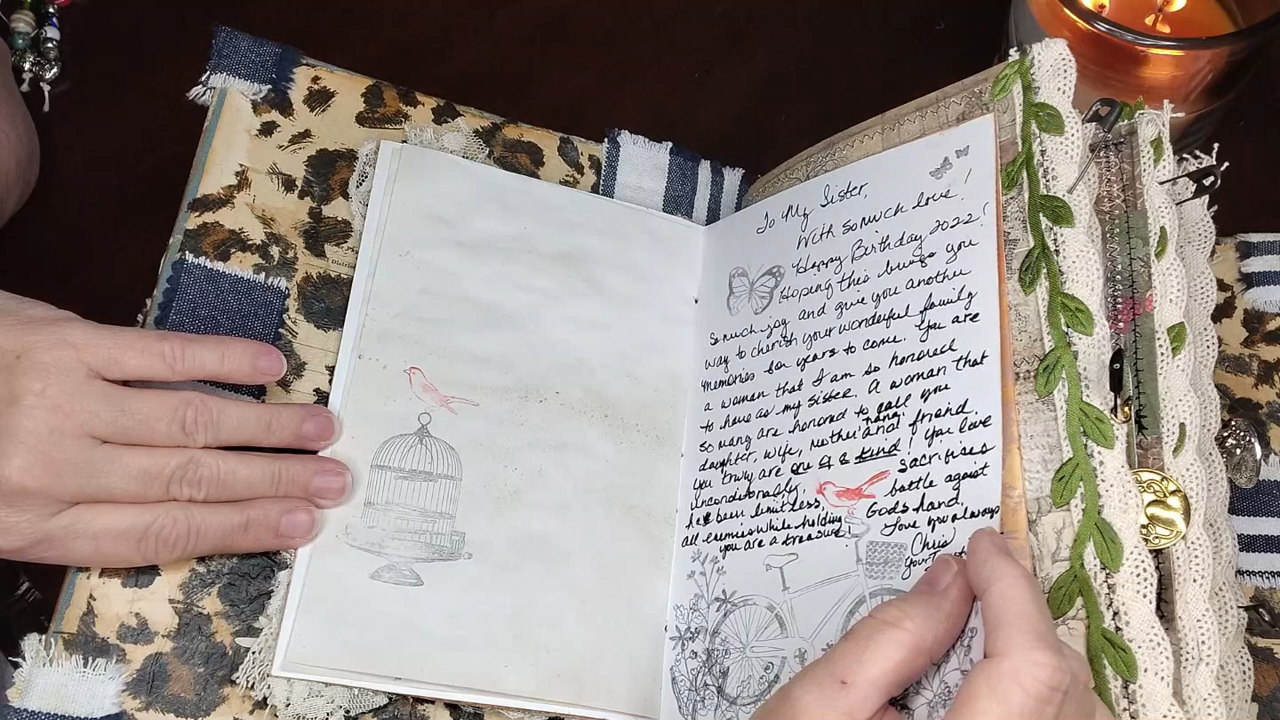 To My Sister,
With so much love!
Happy Birthday 2022!
Hoping this brings you
So much joy and give you another
way to cherish your wonderful family
memories for years to come. You are
a woman that I am so honored
to have as my sister. A woman that
So many are honored to call you
daughter, wife, mother nana, and friend.
you truly are one of a kind! You love
unconditionally, Sacrifices
have been limitless, battle against
all enemies while holding Gods hand,
you are a treasure! Love you always
Chris
your